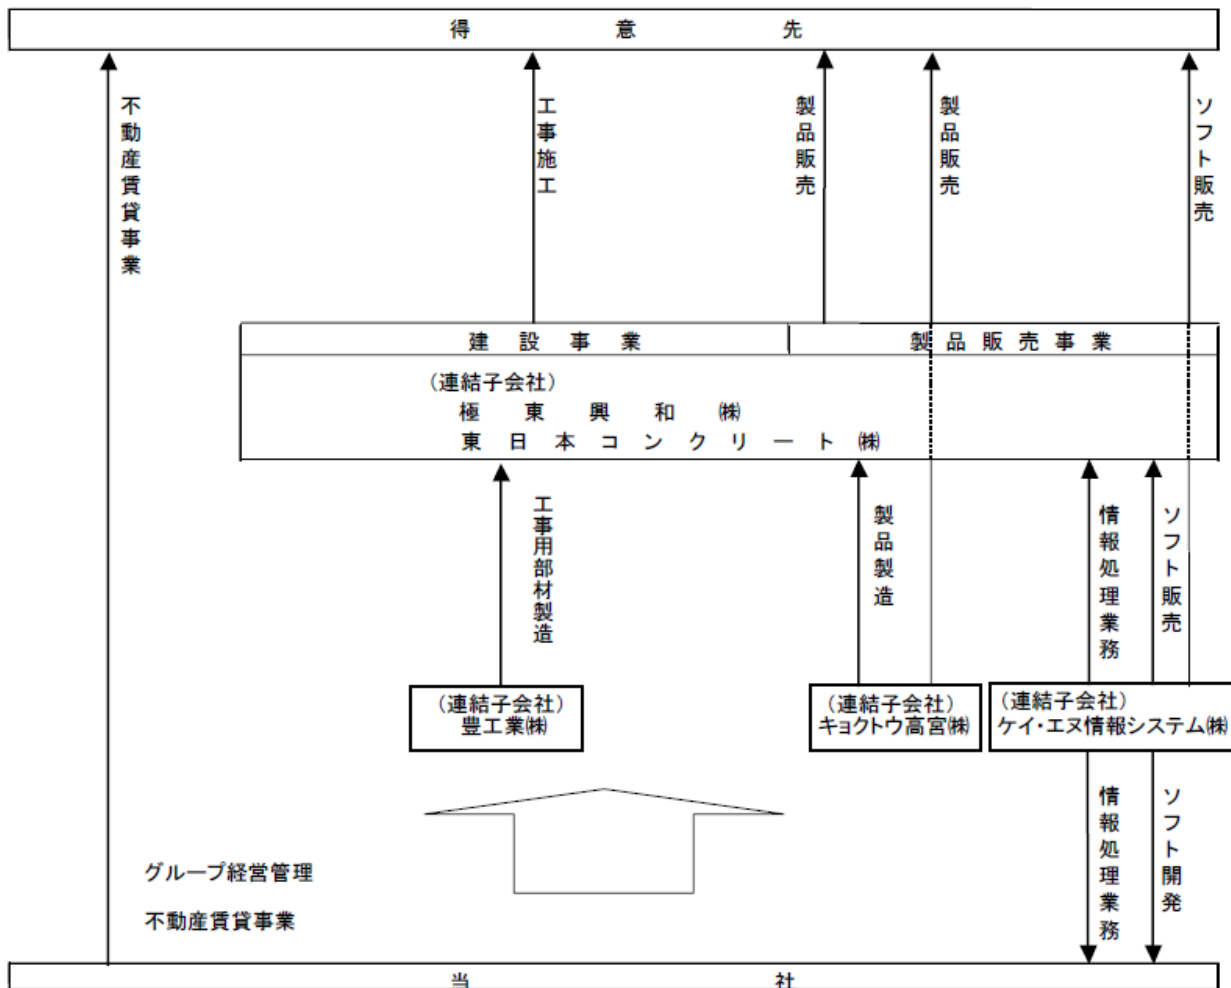 得意先
不動産賃貸事業
工事施工
製品販売
製品販売
ソフト販売
建設事業
製品販売事業
（連結子会社）
極東興和㈱
東日本コンクリート㈱
工事用部材製造
製品製造
情報処理業務
ソフト販売
（連結子会社）
豊工業㈱
（連結子会社）
キョクトウ高宮㈱
（連結子会社）
ケイ・エヌ情報システム㈱
情報処理業務
ソフト開発
グループ経営管理
不動産賃貸事業
当社